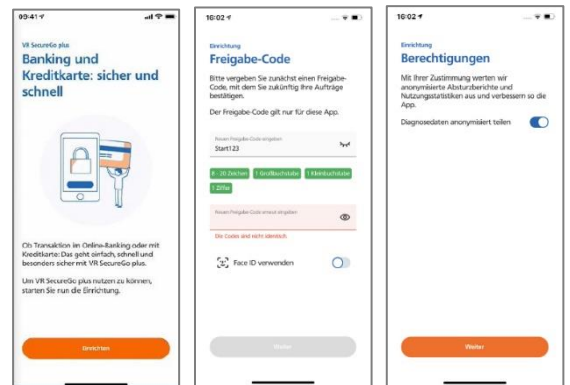 09:41
VR SecureGo plus
Banking und
Kreditkarte: sicher und
schnell
Ob Transaktion im Online-Banking oder mit
Kreditkarte: Das geht einfach, schnell und
besonders sicher mit VR SecureGo plus.
Um VR SecureGo plus nutzen zu können,
starten Sie nun die Einrichtung.
Einrichten
16:02
Einrichtung
Freigabe-Code
Bitte vergeben Sie zunächst einen Freigabe-
Code, mit dem Sie zukünftig Ihre Aufträge
bestätigen.
Der Freigabe-Code gilt nur für diese App.
Neuen Freigabe-Code eingeben
Start123
8 - 20 Zeichen 1 Großbuchstabe 1 Kleinbuchstabe
1 Ziffer
Neuen Freigabe-Code erneut eingeben
Die Codes sind nicht identisch.
Face ID verwenden
Weiter
16:02
Einrichtung
Berechtigungen
Mit Ihrer Zustimmung werten wir
anonymisierte Absturzberichte und
Nutzungsstatistiken aus und verbessern so die
App.
Diagnosedaten anonymisiert teilen
Weiter